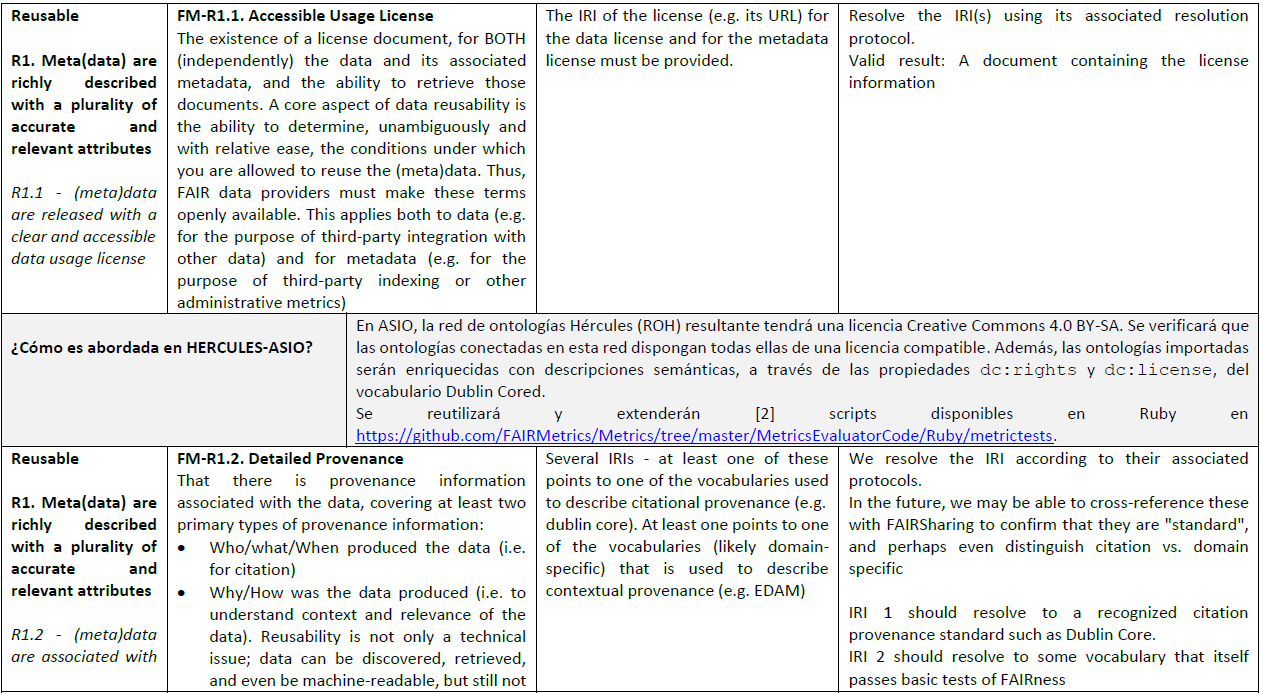 Reusable
R1. Meta(data) are
richly described
with a plurality of
accurate and
relevant attributes
R1.1 - (meta)data
are released with a
clear and accessible
data usage license
FM-R1.1. Accessible Usage License
The existence of a license document, for BOTH
(independently) the data and its associated
metadata, and the ability to retrieve those
documents. A core aspect of data reusability is
the ability to determine, unambiguously and
with relative ease, the conditions under which
you are allowed to reuse the (meta)data. Thus,
FAIR data providers must make these terms
openly available. This applies both to data (e.g.
for the purpose of third-party integration with
other data) and for metadata (e.g. for the
purpose of third-party indexing or other
administrative metrics)
The IRI of the license (e.g. its URL) for
the data license and for the metadata
license must be provided.
Resolve the IRI(s) using its associated resolution
protocol.
Valid result: A document containing the license
information
¿Cómo es abordada en HERCULES-ASIO?
En ASIO, la red de ontologías Hércules (ROH) resultante tendrá una licencia Creative Commons 4.0 BY-SA. Se verificará que
las ontologías conectadas en esta red dispongan todas ellas de una licencia compatible. Además, las ontologías importadas
serán enriquecidas con descripciones semánticas, a través de las propiedades dc:rights y dc:license, del
vocabulario Dublin Cored.
Se reutilizará y extenderán [2] scripts disponibles en Ruby en
https://github.com/FAIRMetrics/Metrics/tree/master/MetricsEvaluatorCode/Ruby/metrictests.
Reusable
R1. Meta(data) are
richly described
with a plurality of
accurate and
relevant attributes
R1.2 - (meta)data
are associated with
FM-R1.2. Detailed Provenance
That there is provenance information
associated with the data, covering at least two
primary types of provenance information:
• Who/what/When produced the data (i.e.
for citation)
• Why/How was the data produced (i.e. to
understand context and relevance of the
data). Reusability is not only a technical
issue; data can be discovered, retrieved,
and even be machine-readable, but still not
Several IRIs - at least one of these
points to one of the vocabularies used
to describe citational provenance (e.g.
dublin core). At least one points to one
of the vocabularies (likely domain-
specific) that is used to describe
contextual provenance (e.g. EDAM)
We resolve the IRI according to their associated
protocols.
In the future, we may be able to cross-reference these
with FAIRSharing to confirm that they are "standard",
and perhaps even distinguish citation vs. domain
specific
IRI 1 should resolve to a recognized citation
provenance standard such as Dublin Core.
IRI 2 should resolve to some vocabulary that itself
passes basic tests of FAIRness